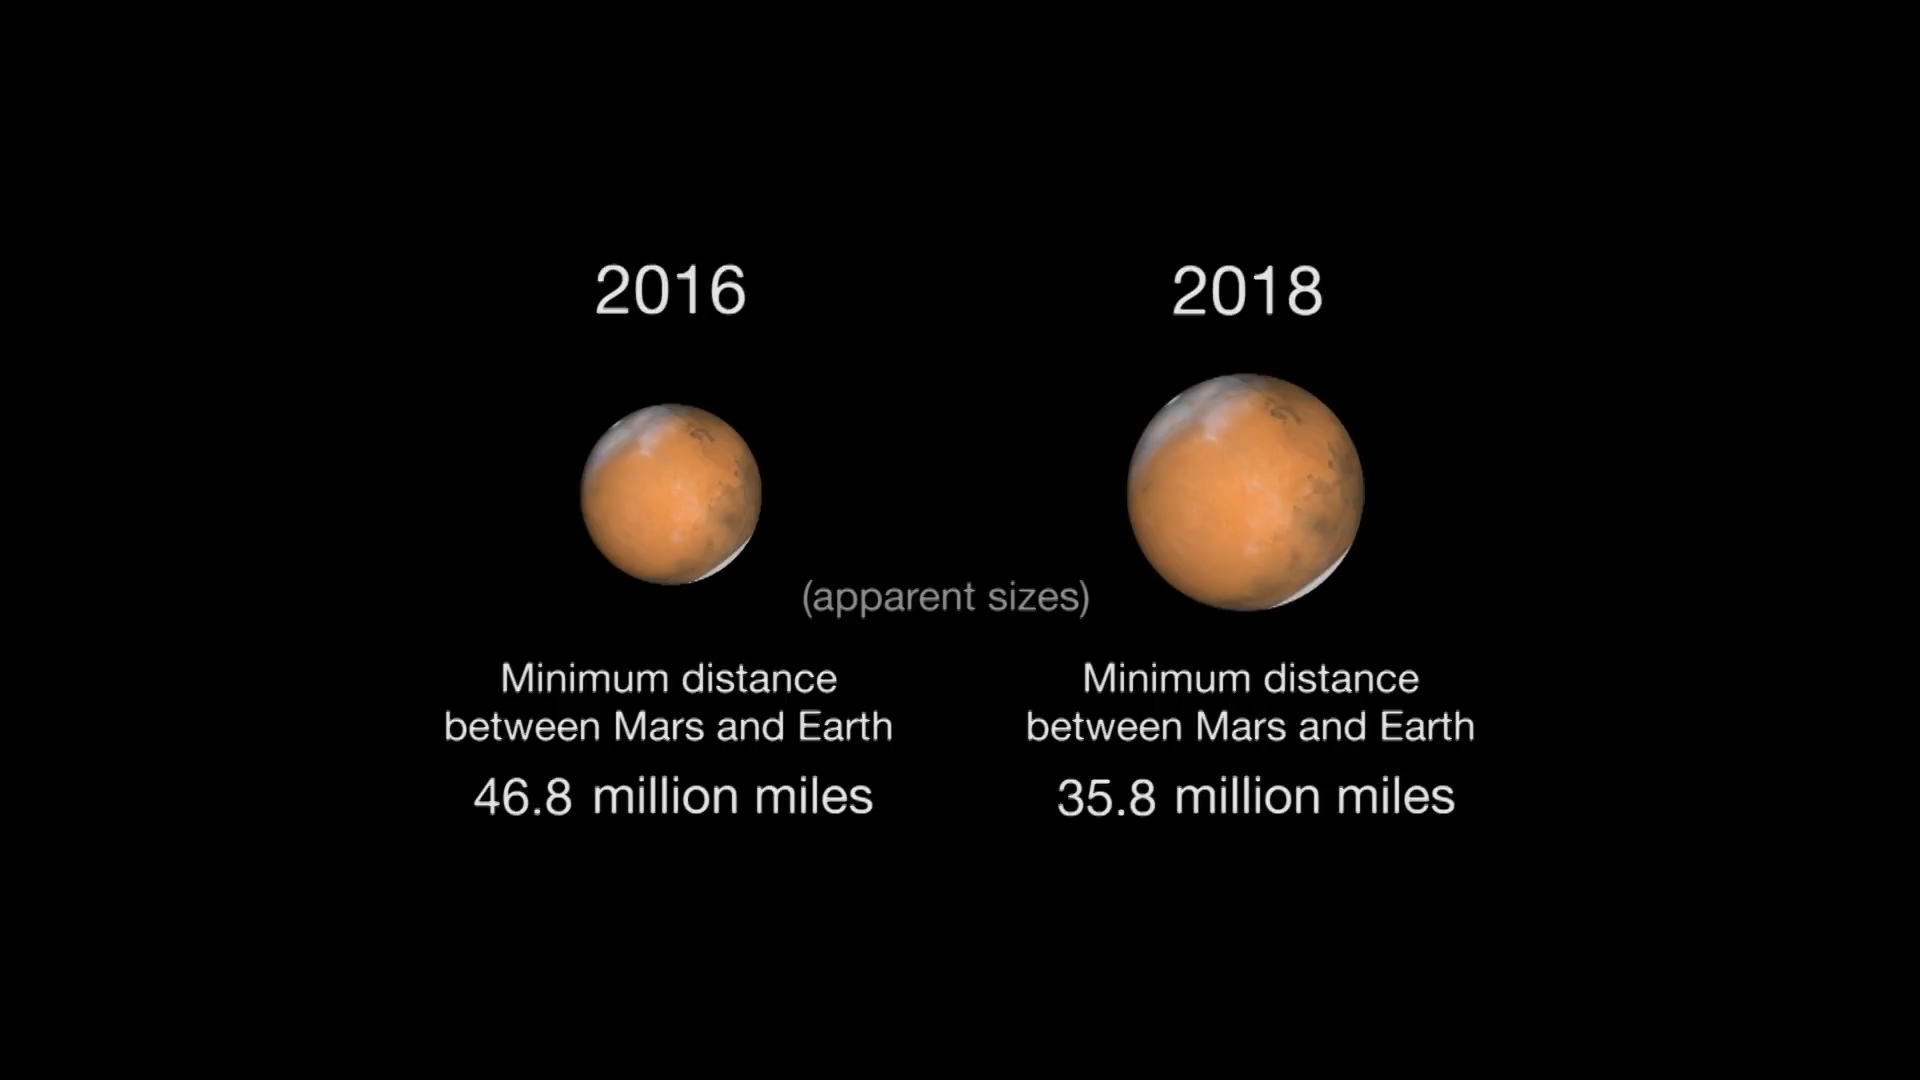 2016
2018
(apparent sizes)
Minimum distance
between Mars and Earth
46.8 million miles
Minimum distance
between Mars and Earth
35.8 million miles